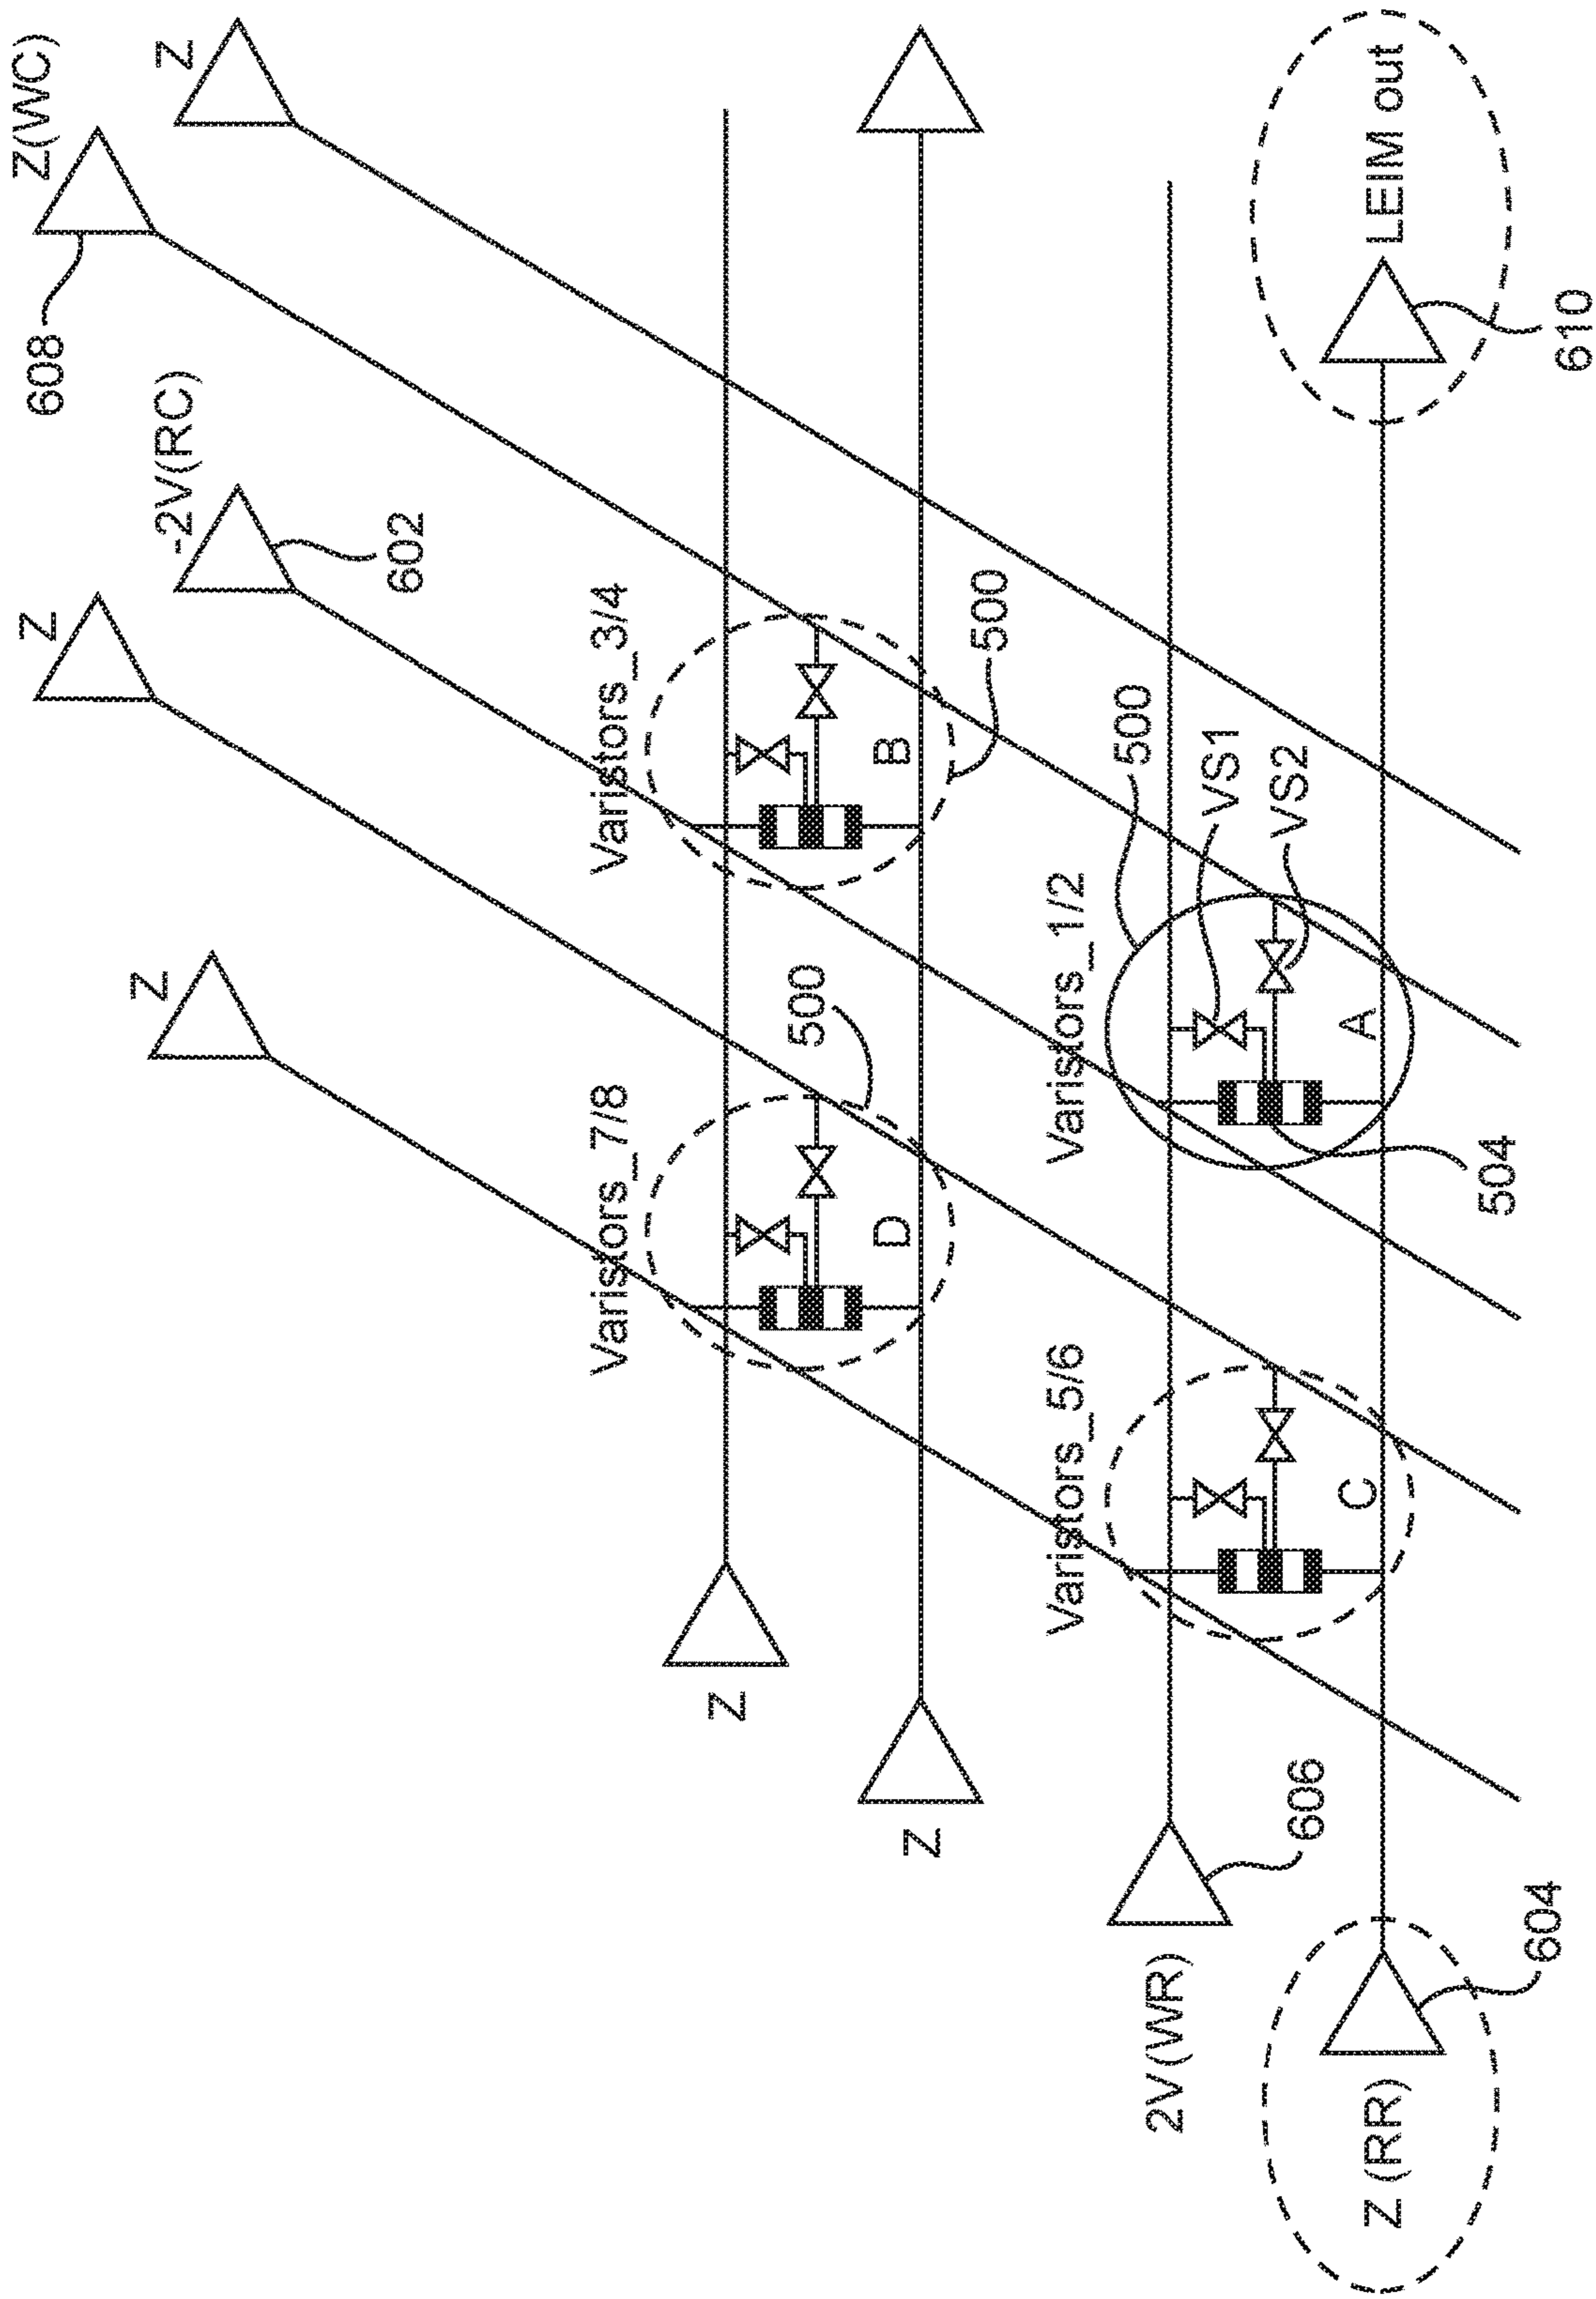 Z(WC)
608
Z
-2V(RC)
602
Z
Z
Varistors_3/4
B
500
Varistors_7/8
D
500
Z
Z
Varistors_1/2
500
VS1
VS2
A
504
Varistors_5/6
C
2V (WR)
606
Z (RR)
604
LEIM out
610